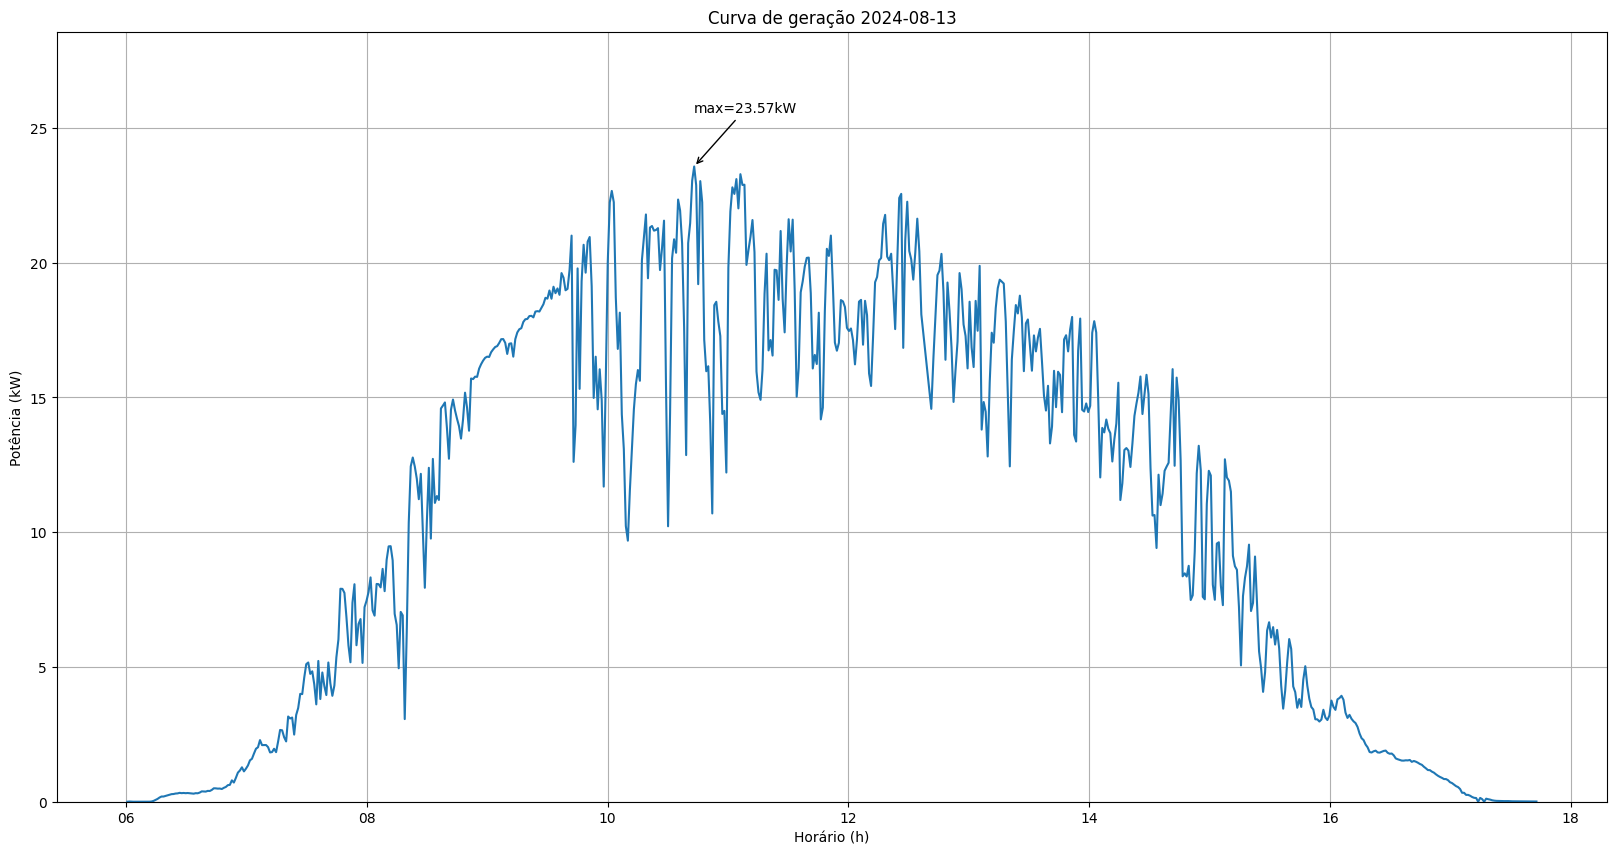 Curva de geração 2024-08-13
max=23.57kW
25
20
15
10
5
0
Potência (kW)
06 08 10 12 14 16 18
Horário (h)